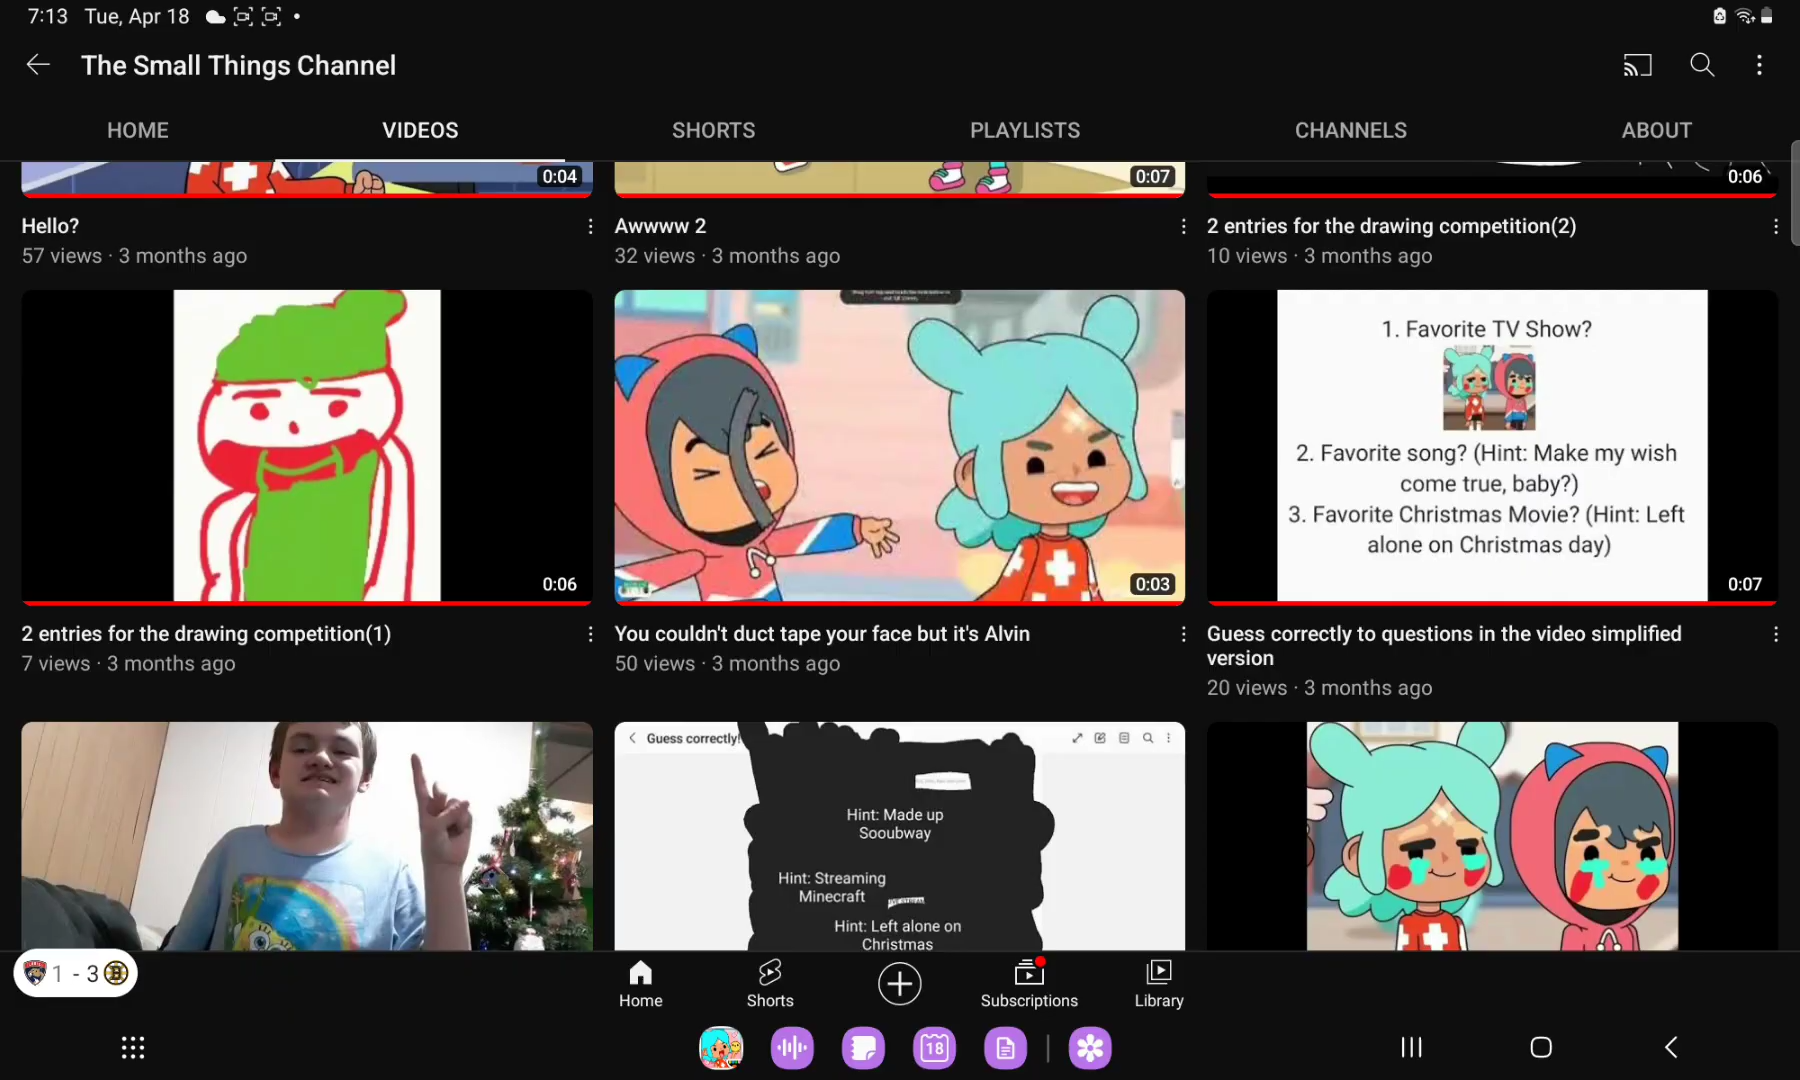 7:13 Tue, Apr 18
The Small Things Channel
HOME VIDEOS SHORTS PLAYLISTS CHANNELS ABOUT
0:04 0:07 0:06
Hello?
57 views · 3 months ago
Awwww 2
32 views · 3 months ago
2 entries for the drawing competition(2)
10 views · 3 months ago
1. Favorite TV Show?
2. Favorite song? (Hint: Make my wish
come true, baby?)
3. Favorite Christmas Movie? (Hint: Left
alone on Christmas day)
0:06 0:03 0:07
2 entries for the drawing competition(1)
7 views · 3 months ago
You couldn't duct tape your face but it's Alvin
50 views · 3 months ago
Guess correctly to questions in the video simplified
version
20 views · 3 months ago
Guess correctly!
Hint: Made up
Sooubway
Hint: Streaming
Minecraft
Hint: Left alone on
Christmas
1 - 3
B
Home Shorts Subscriptions Library
18